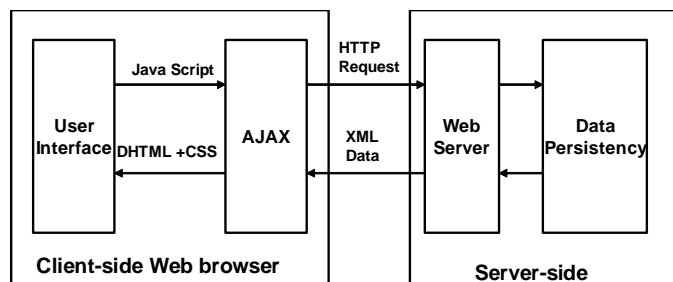 Java Script
HTTP
Request
User
Interface
AJAX
Web
Server
Data
Persistency
DHTML +CSS
XML
Data
Client-side Web browser
Server-side